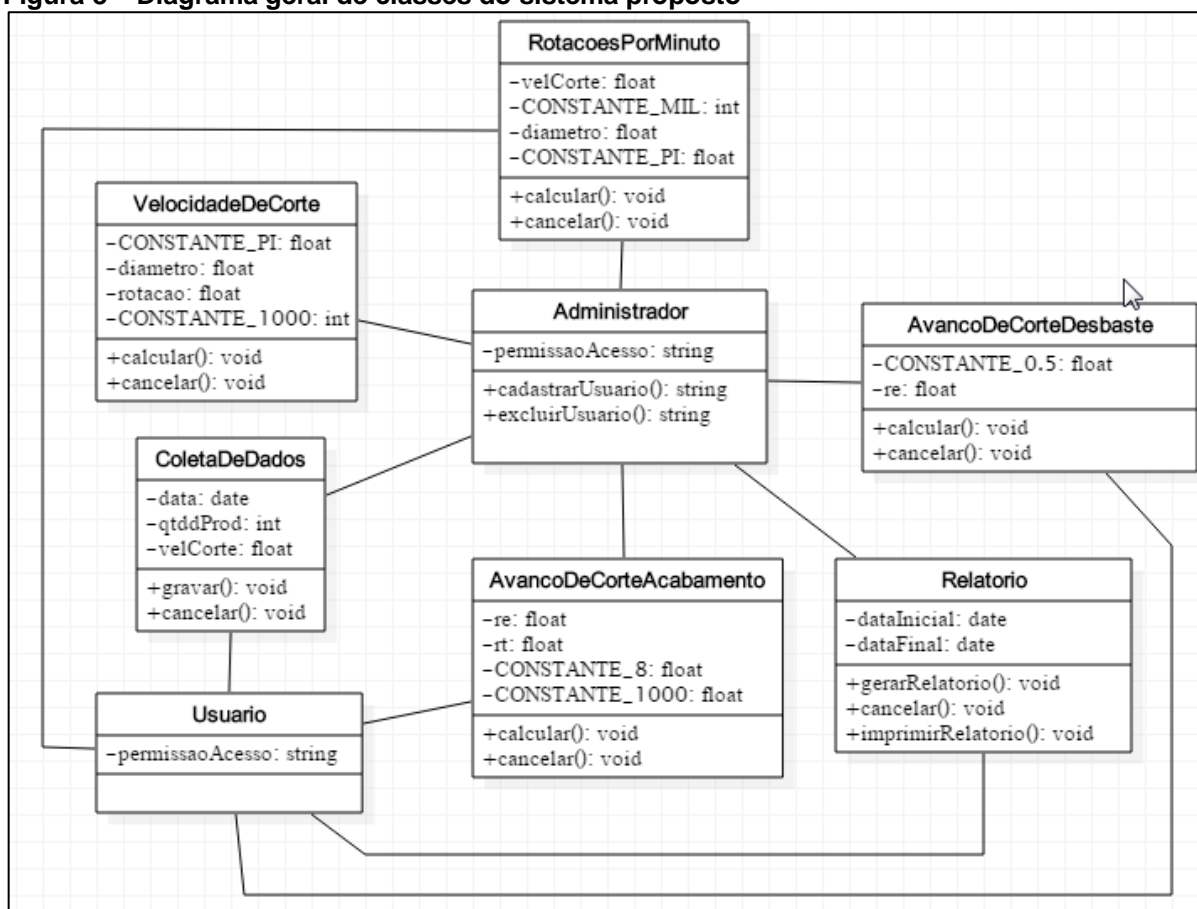 Figura 3 – Diagrama geral de classes do sistema proposto
RotacoesPorMinuto
-velCorte: float
-CONSTANTE_MIL: int
-diametro: float
-CONSTANTE_PI: float
+calcular(): void
+cancelar(): void
VelocidadeDeCorte
-CONSTANTE_PI: float
-diametro: float
-rotacao: float
-CONSTANTE_1000: int
+calcular(): void
+cancelar(): void
Administrador
-permissaoAcesso: string
+cadastrarUsuario(): string
+excluirUsuario(): string
AvancoDeCorteDesbaste
-CONSTANTE_0.5: float
-re: float
+calcular(): void
+cancelar(): void
ColetaDeDados
-data: date
-qtddProd: int
-velCorte: float
+gravar(): void
+cancelar(): void
AvancoDeCorteAcabamento
-re: float
-rt: float
-CONSTANTE_8: float
-CONSTANTE_1000: float
+calcular(): void
+cancelar(): void
Relatorio
-dataInicial: date
-dataFinal: date
+gerarRelatorio(): void
+cancelar(): void
+imprimirRelatorio(): void
Usuario
-permissaoAcesso: string